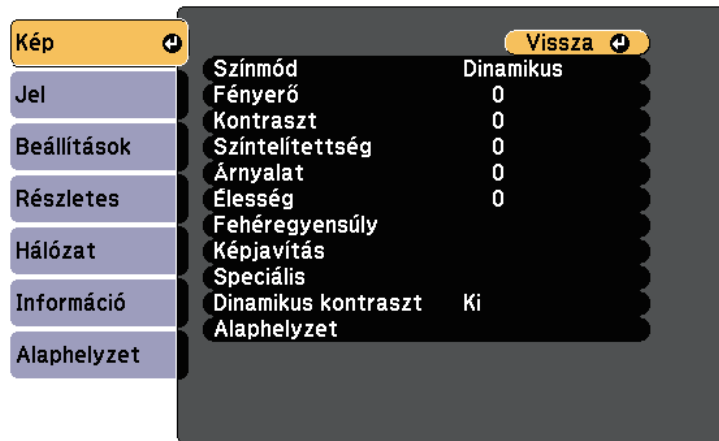 Kép
Jel
Beállítások
Részletes
Hálózat
Információ
Alaphelyzet
Vissza
Színmód Dinamikus
Fényerő 0
Kontraszt 0
Színtelítettség 0
Árnyalat 0
Élesség 0
Fehéregyensúly
Képjavítás
Speciális
Dinamikus kontraszt Ki
Alaphelyzet